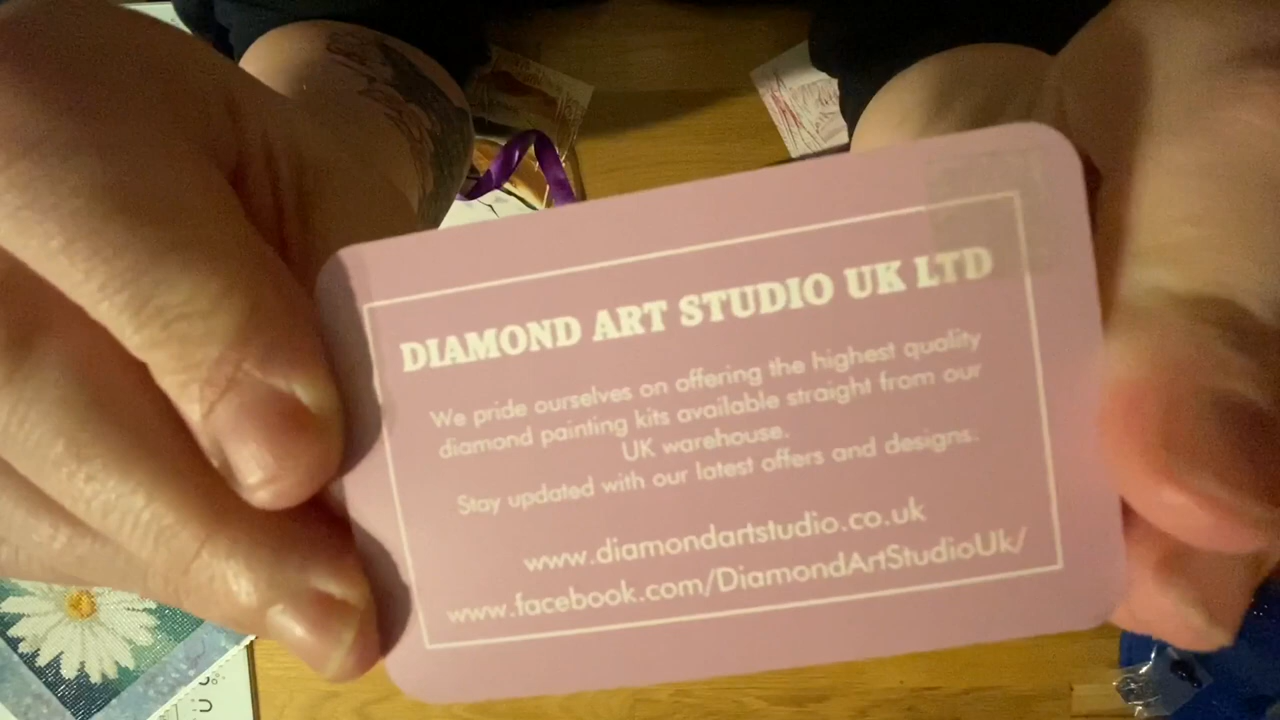 DIAMOND ART STUDIO UK LTD
We pride ourselves on offering the highest quality
diamond painting kits available straight from our
UK warehouse.
Stay updated with our latest offers and designs.
www.diamondartstudio.co.uk
www.facebook.com/DiamondArtStudioUk/